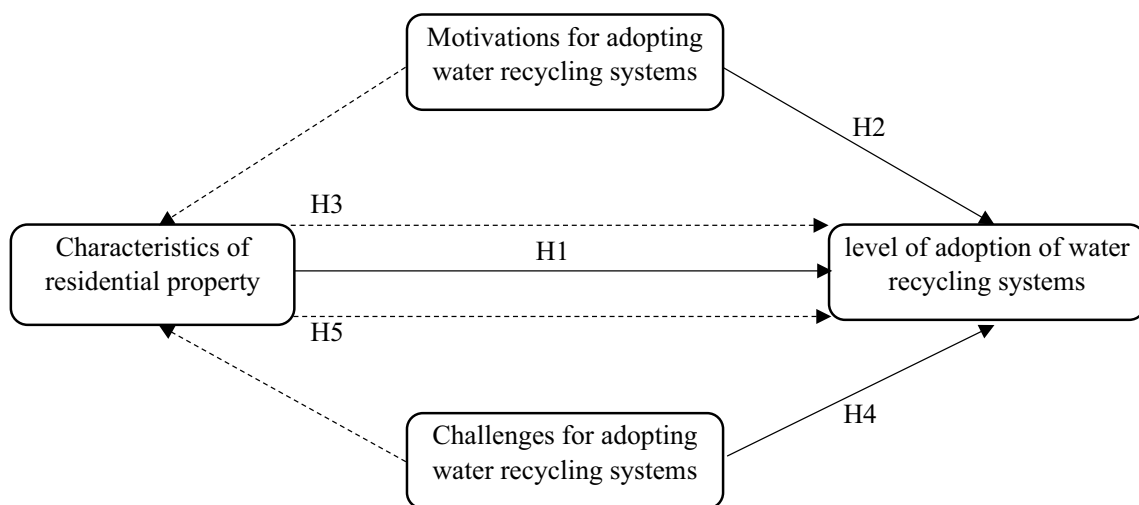 Motivations for adopting
water recycling systems
H2
H3
Characteristics of
residential property
H1
level of adoption of water
recycling systems
H5
H4
Challenges for adopting
water recycling systems